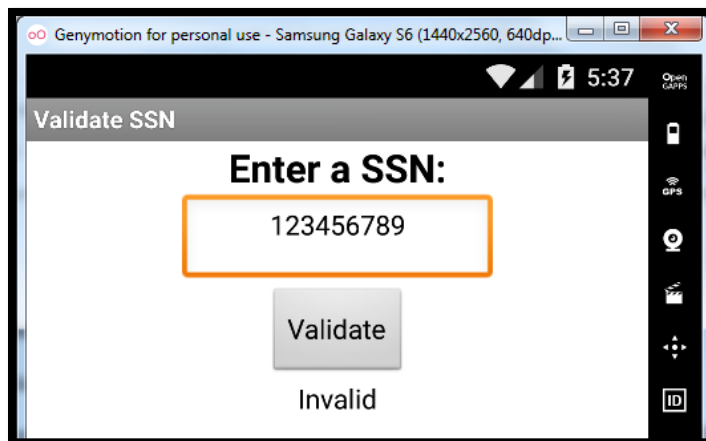 Genymotion for personal use - Samsung Galaxy S6 (1440x2560, 640dp...
5:37
Open
GAPPS
Validate SSN
Enter a SSN:
GPS
123456789
Validate
Invalid
ID